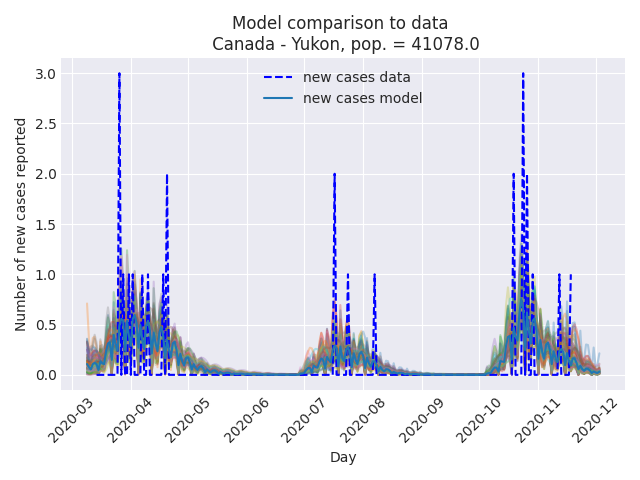 Model comparison to data
Canada - Yukon, pop. = 41078.0
new cases data
new cases model
Number of new cases reported
3.0
2.5
2.0
1.5
1.0
0.5
0.0
2020-03
2020-04
2020-05
2020-06
2020-07
2020-08
2020-09
2020-10
2020-11
2020-12
Day